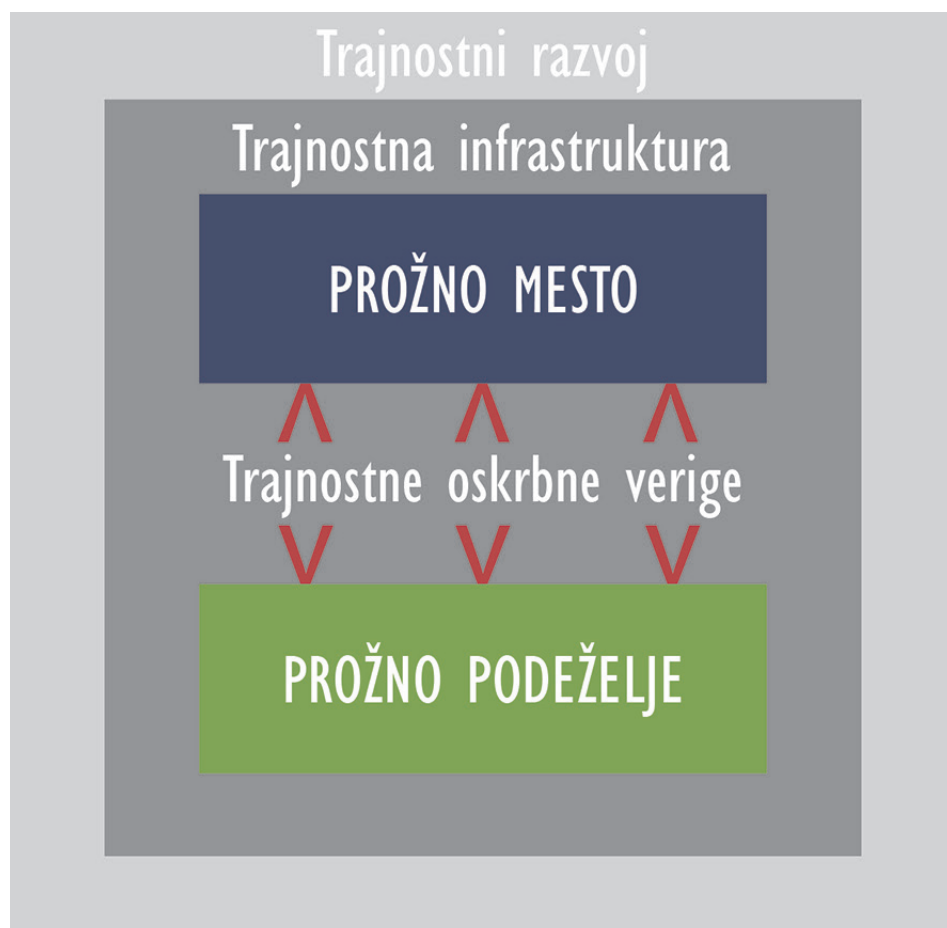 Trajnostni razvoj
Trajnostna infrastruktura
PROŽNO MESTO
Trajnostne oskrbne verige
PROŽNO PODEŽELJE